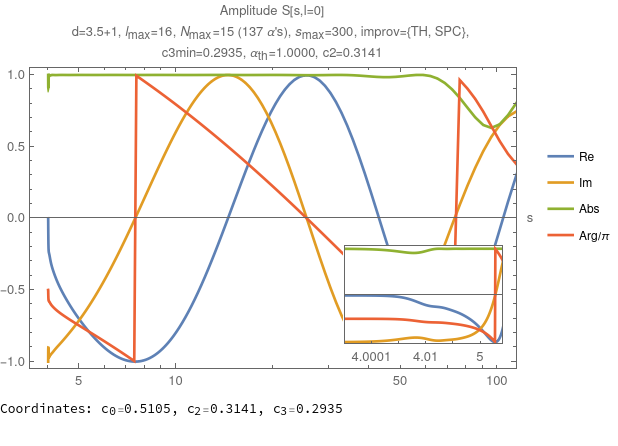 Amplitude S[s,l=0]
d=3.5+1, lmax=16, Nmax=15 (137 α's), smax=300, improv={TH, SPC},
c3min=0.2935, αth=1.0000, c2=0.3141
1.0
0.5
0.0
-0.5
-1.0
5
10
50
100
s
4.0001
4.01
5
Re
Im
Abs
Arg/π
Coordinates: c0=0.5105, c2=0.3141, c3=0.2935